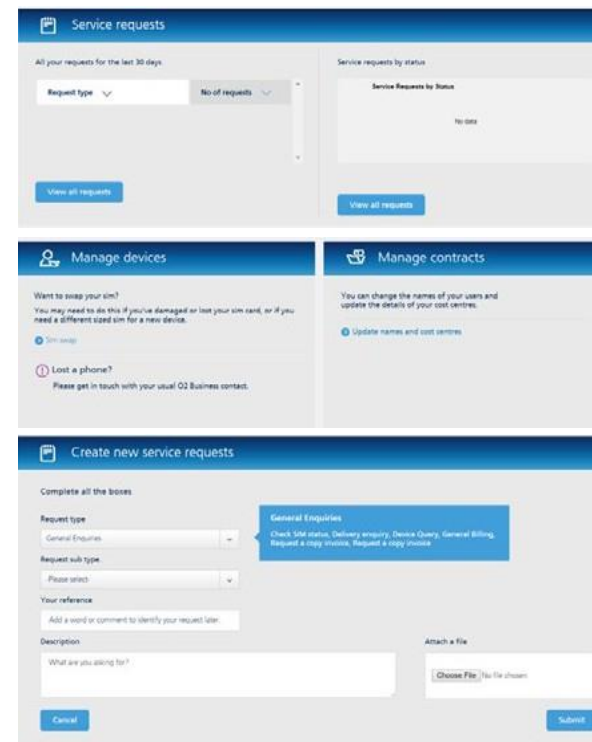 Service requests
All your requests for the last 30 days
Service requests by status
Request type
No of requests
Service Requests by Status
No data
View all requests
View all requests
Manage devices
Want to swap your sim?
You may need to do this if you've damaged or lost your sim card, or if you
need a different sized sim for a new device.
Sim swap
Lost a phone?
Please get in touch with your usual O2 Business contact.
Manage contracts
You can change the names of your users and
update the details of your cost centres.
Update names and cost centres
Create new service requests
Complete all the boxes
Request type
General Enquiries
General Enquiries
Check SIM status, Delivery enquiry, Device Query, General Billing,
Request a copy invoice, Request a copy invoice
Request sub type
-Please select-
Your reference
Add a word or comment to identify your request later.
Description
What are you asking for?
Attach a file
Choose File No file chosen
Cancel
Submit